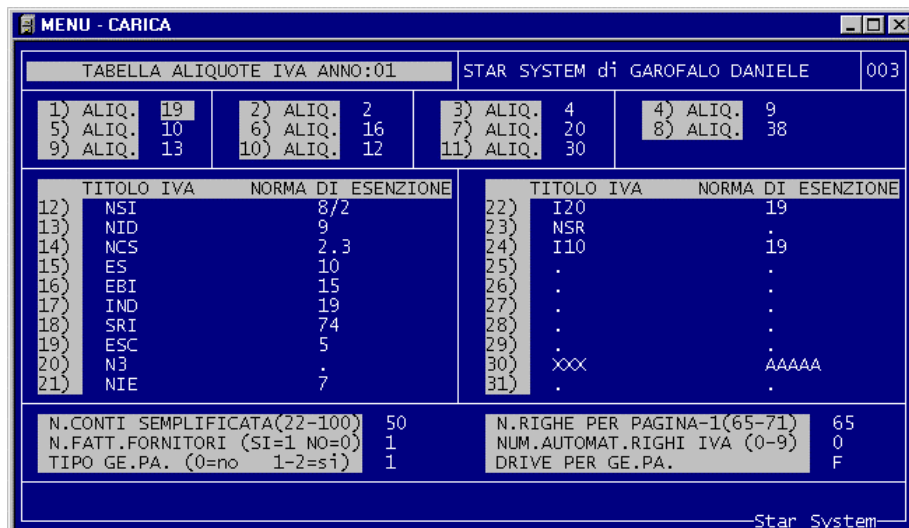 MENU - CARICA
TABELLA ALIQUOTE IVA ANNO:01 STAR SYSTEM di GAROFALO DANIELE 003
1) ALIQ. 19 2) ALIQ. 2 3) ALIQ. 4 4) ALIQ. 9
5) ALIQ. 10 6) ALIQ. 16 7) ALIQ. 20 8) ALIQ. 38
9) ALIQ. 13 10) ALIQ. 12 11) ALIQ. 30
TITOLO IVA NORMA DI ESENZIONE TITOLO IVA NORMA DI ESENZIONE
12) NSI 8/2 22) I20 19
13) NID 9 23) NSR .
14) NCS 2.3 24) I10 19
15) ES 10 25) . .
16) EBI 15 26) . .
17) IND 19 27) . .
18) SRI 74 28) . .
19) ESC 5 29) . .
20) N3 . 30) XXX AAAAA
21) NIE 7 31) . .
N.CONTI SEMPLIFICATA(22-100) 50 N.RIGHE PER PAGINA-1(65-71) 65
N.FATT.FORNITORI (SI=1 NO=0) 1 NUM.AUTOMAT.RIGHI IVA (0-9) 0
TIPO GE.PA. (0=no 1-2=si) 1 DRIVE PER GE.PA. F
Star System